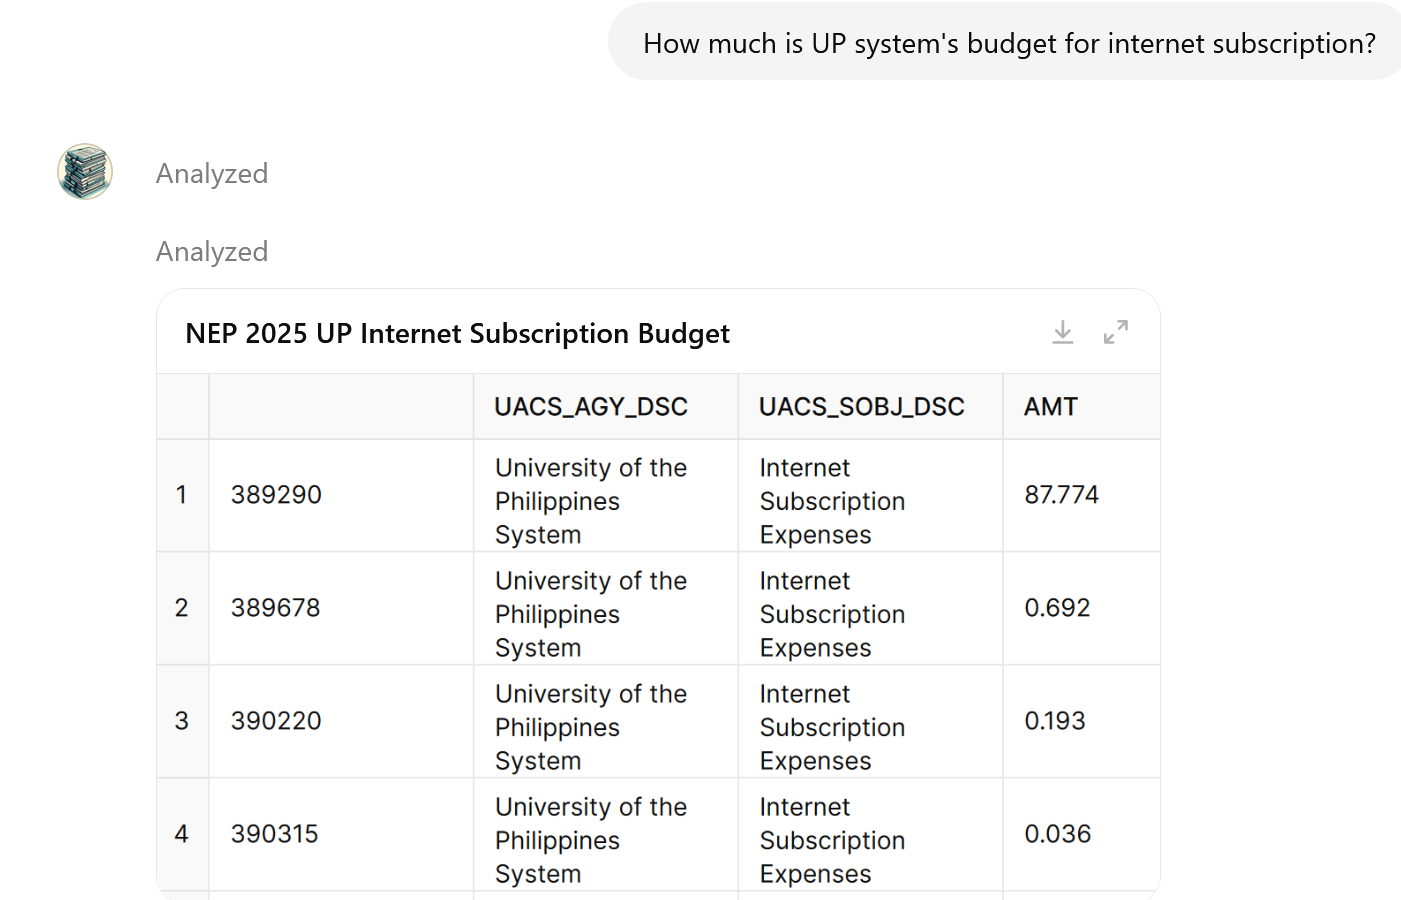 How much is UP system's budget for internet subscription?
Analyzed
Analyzed
NEP 2025 UP Internet Subscription Budget
UACS_AGY_DSC UACS_SOBJ_DSC AMT
1 389290 University of the Philippines System Internet Subscription Expenses 87.774
2 389678 University of the Philippines System Internet Subscription Expenses 0.692
3 390220 University of the Philippines System Internet Subscription Expenses 0.193
4 390315 University of the Philippines System Internet Subscription Expenses 0.036